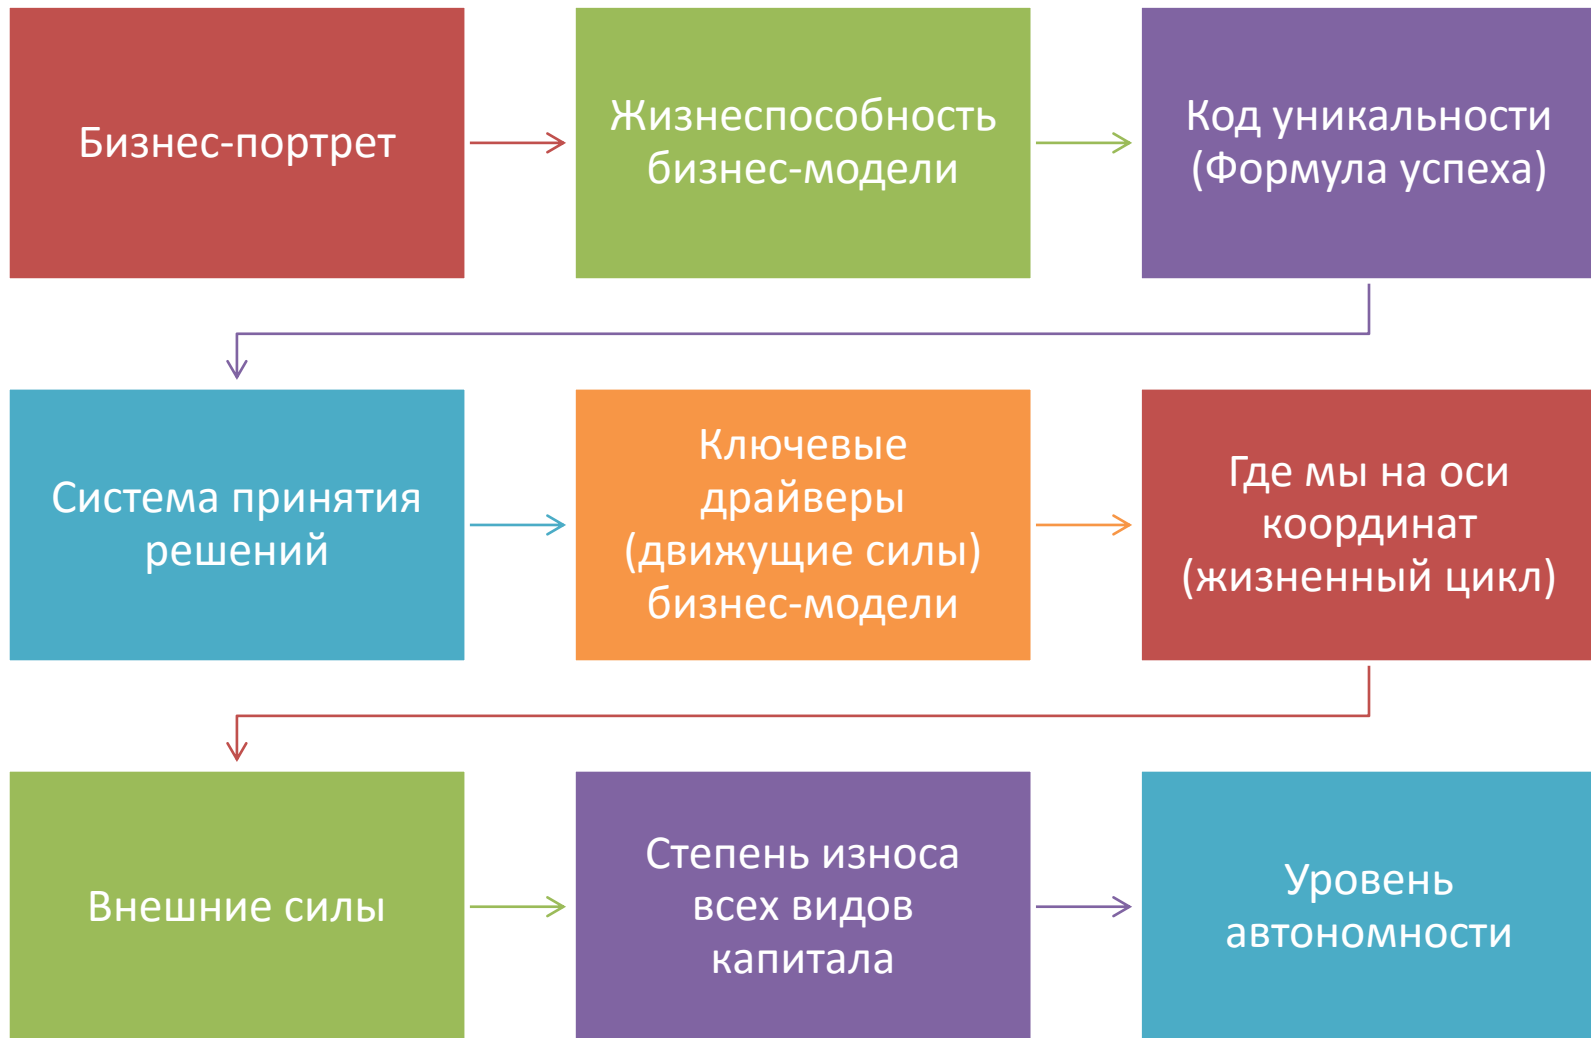 Бизнес-портрет
Жизнеспособность
бизнес-модели
Код уникальности
(Формула успеха)
Система принятия
решений
Ключевые
драйверы
(движущие силы)
бизнес-модели
Где мы на оси
координат
(жизненный цикл)
Внешние силы
Степень износа
всех видов
капитала
Уровень
автономности